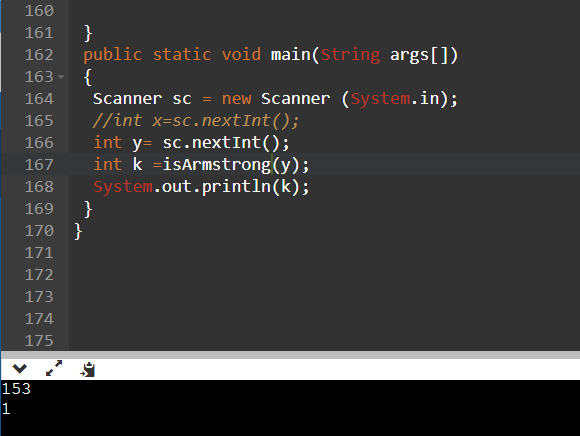 160
161 }
162 public static void main(String args[])
163 {
164 Scanner sc = new Scanner (System.in);
165 //int x=sc.nextInt();
166 int y= sc.nextInt();
167 int k =isArmstrong(y);
168 System.out.println(k);
169 }
170 }
171
172
173
174
175
153
1